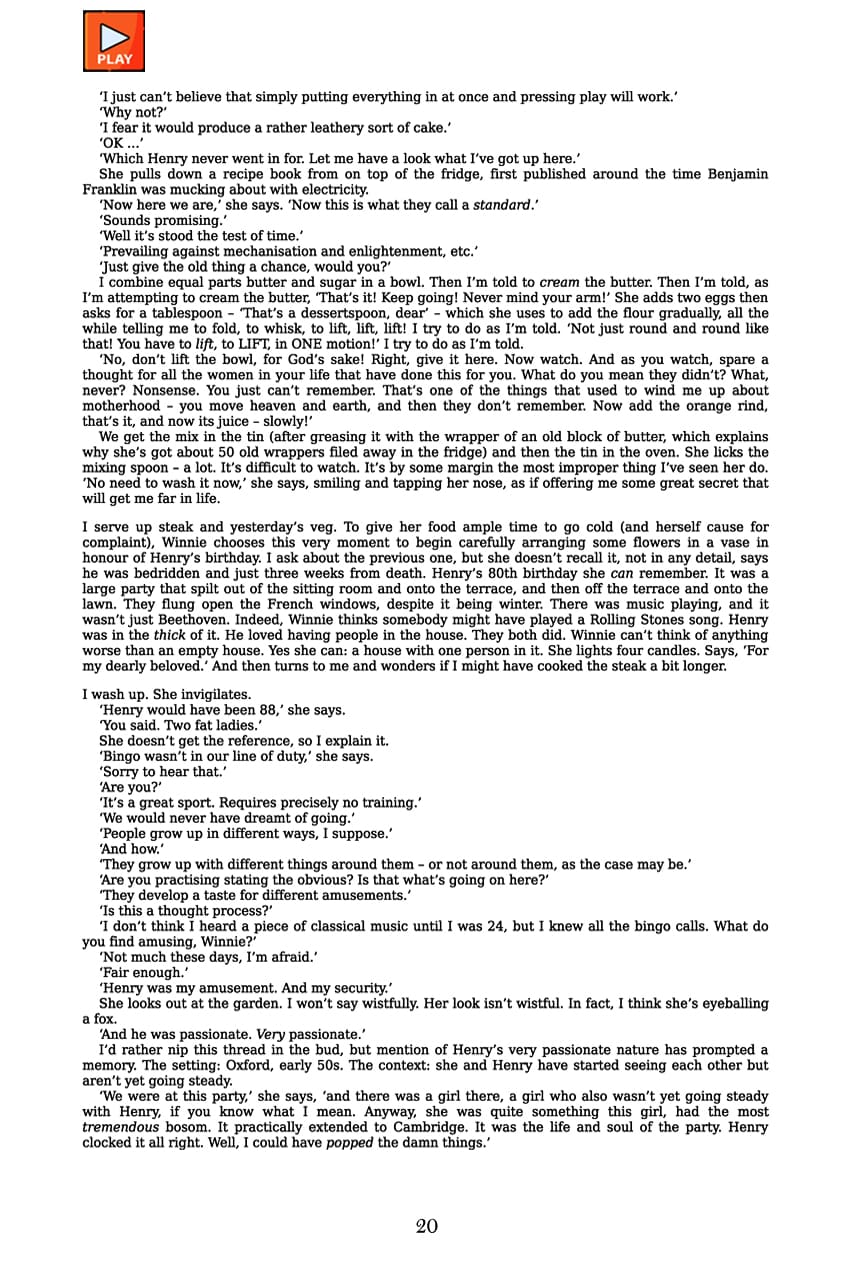 PLAY
‘I just can’t believe that simply putting everything in at once and pressing play will work.’
‘Why not?’
‘I fear it would produce a rather leathery sort of cake.’
‘OK ...’
‘Which Henry never went in for. Let me have a look what I’ve got up here.’
She pulls down a recipe book from on top of the fridge, first published around the time Benjamin
Franklin was mucking about with electricity.
‘Now here we are,’ she says. ‘Now this is what they call a standard.’
‘Sounds promising.’
‘Well it’s stood the test of time.’
‘Prevailing against mechanisation and enlightenment, etc.’
‘Just give the old thing a chance, would you?’
I combine equal parts butter and sugar in a bowl. Then I’m told to cream the butter. Then I’m told, as
I’m attempting to cream the butter, ‘That’s it! Keep going! Never mind your arm!’ She adds two eggs then
asks for a tablespoon – ‘That’s a dessertspoon, dear’ – which she uses to add the flour gradually, all the
while telling me to fold, to whisk, to lift, lift, lift! I try to do as I’m told. ‘Not just round and round like
that! You have to lift, to LIFT, in ONE motion!’ I try to do as I’m told.
‘No, don’t lift the bowl, for God’s sake! Right, give it here. Now watch. And as you watch, spare a
thought for all the women in your life that have done this for you. What do you mean they didn’t? What,
never? Nonsense. You just can’t remember. That’s one of the things that used to wind me up about
motherhood – you move heaven and earth, and then they don’t remember. Now add the orange rind,
that’s it, and now its juice – slowly!’
We get the mix in the tin (after greasing it with the wrapper of an old block of butter, which explains
why she’s got about 50 old wrappers filed away in the fridge) and then the tin in the oven. She licks the
mixing spoon – a lot. It’s difficult to watch. It’s by some margin the most improper thing I’ve seen her do.
‘No need to wash it now,’ she says, smiling and tapping her nose, as if offering me some great secret that
will get me far in life.
I serve up steak and yesterday’s veg. To give her food ample time to go cold (and herself cause for
complaint), Winnie chooses this very moment to begin carefully arranging some flowers in a vase in
honour of Henry’s birthday. I ask about the previous one, but she doesn’t recall it, not in any detail, says
he was bedridden and just three weeks from death. Henry’s 80th birthday she can remember. It was a
large party that spilt out of the sitting room and onto the terrace, and then off the terrace and onto the
lawn. They flung open the French windows, despite it being winter. There was music playing, and it
wasn’t just Beethoven. Indeed, Winnie thinks somebody might have played a Rolling Stones song. Henry
was in the thick of it. He loved having people in the house. They both did. Winnie can’t think of anything
worse than an empty house. Yes she can: a house with one person in it. She lights four candles. Says, ‘For
my dearly beloved.’ And then turns to me and wonders if I might have cooked the steak a bit longer.
I wash up. She invigilates.
‘Henry would have been 88,’ she says.
‘You said. Two fat ladies.’
She doesn’t get the reference, so I explain it.
‘Bingo wasn’t in our line of duty,’ she says.
‘Sorry to hear that.’
‘Are you?’
‘It’s a great sport. Requires precisely no training.’
‘We would never have dreamt of going.’
‘People grow up in different ways, I suppose.’
‘And how.’
‘They grow up with different things around them – or not around them, as the case may be.’
‘Are you practising stating the obvious? Is that what’s going on here?’
‘They develop a taste for different amusements.’
‘Is this a thought process?’
‘I don’t think I heard a piece of classical music until I was 24, but I knew all the bingo calls. What do
you find amusing, Winnie?’
‘Not much these days, I’m afraid.’
‘Fair enough.’
‘Henry was my amusement. And my security.’
She looks out at the garden. I won’t say wistfully. Her look isn’t wistful. In fact, I think she’s eyeballing
a fox.
‘And he was passionate. Very passionate.’
I’d rather nip this thread in the bud, but mention of Henry’s very passionate nature has prompted a
memory. The setting: Oxford, early 50s. The context: she and Henry have started seeing each other but
aren’t yet going steady.
‘We were at this party,’ she says, ‘and there was a girl there, a girl who also wasn’t yet going steady
with Henry, if you know what I mean. Anyway, she was quite something this girl, had the most
tremendous bosom. It practically extended to Cambridge. It was the life and soul of the party. Henry
clocked it all right. Well, I could have popped the damn things.’
20